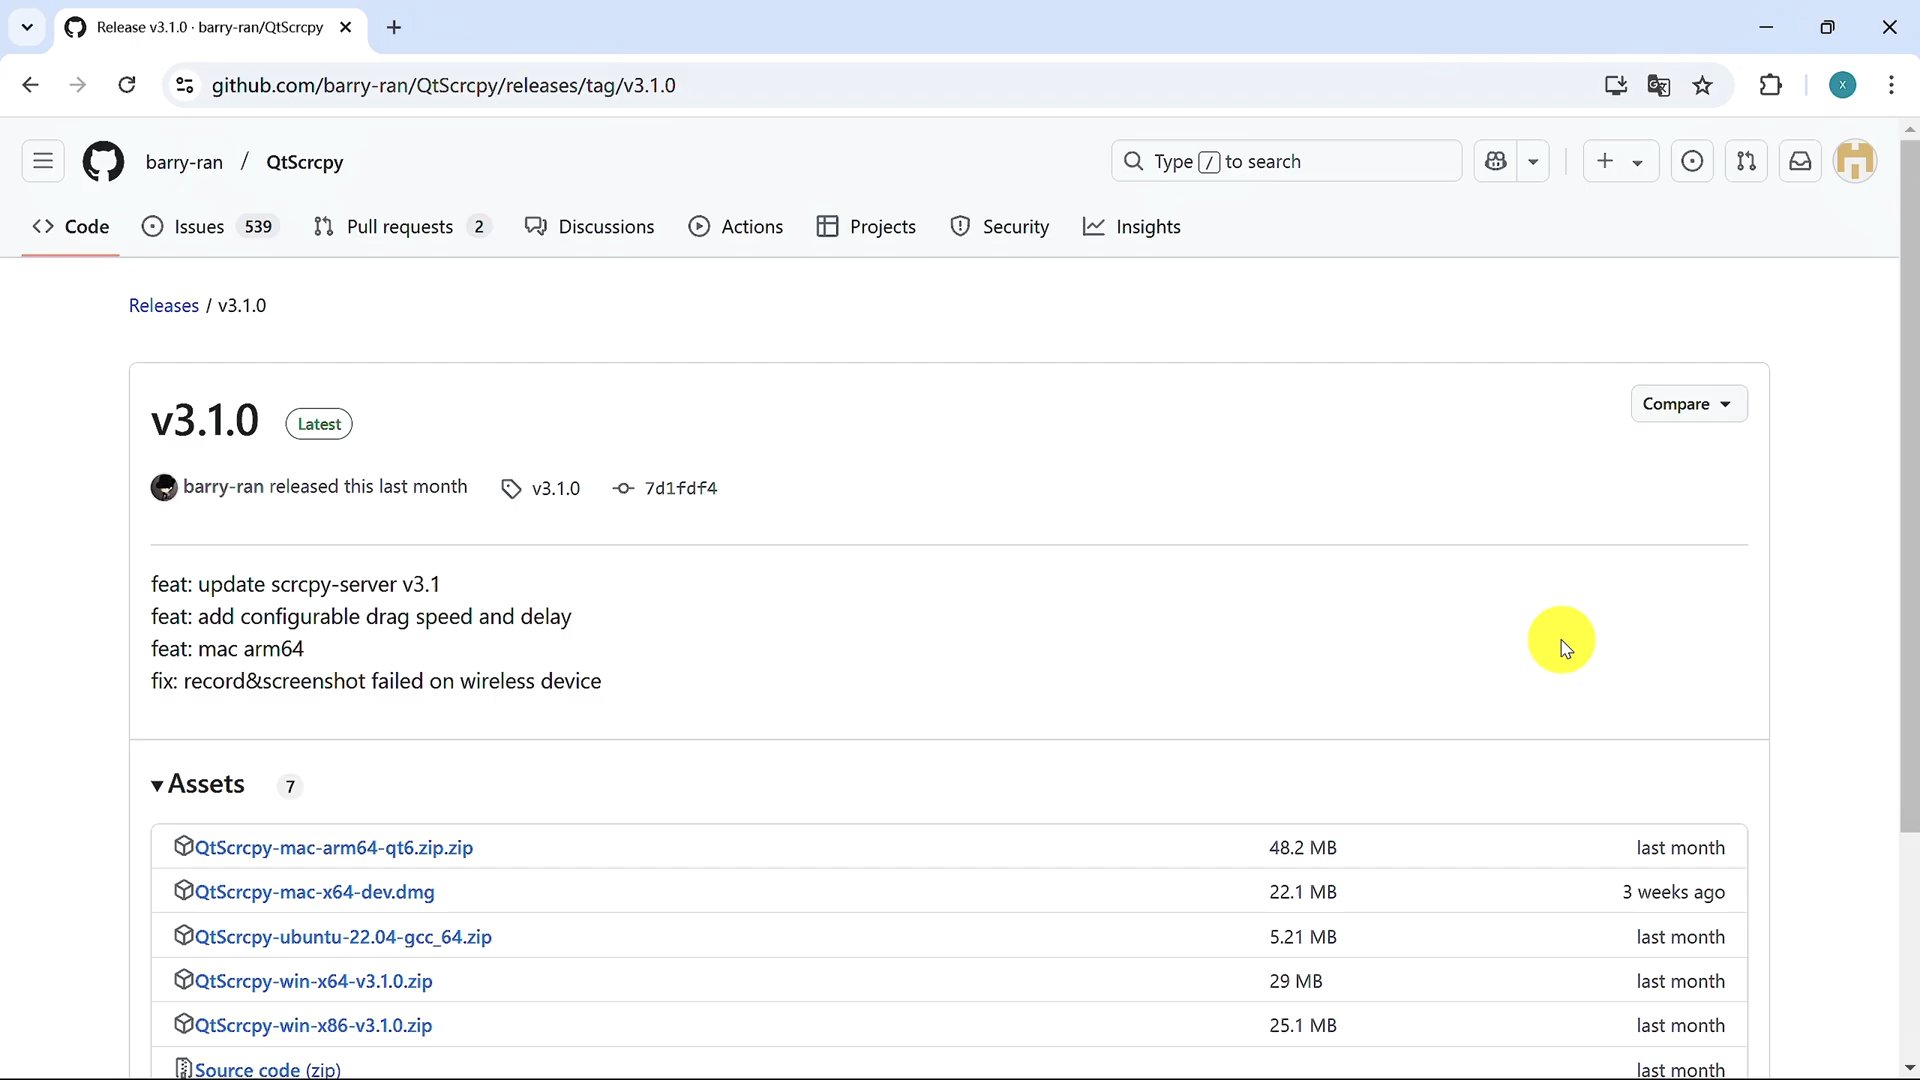 Release v3.1.0 · barry-ran/QtScrcpy
github.com/barry-ran/QtScrcpy/releases/tag/v3.1.0
x
barry-ran / QtScrcpy
Type / to search
Code
Issues 539
Pull requests 2
Discussions
Actions
Projects
Security
Insights
Releases / v3.1.0
v3.1.0 Latest
Compare
barry-ran released this last month v3.1.0 7d1fdf4
feat: update scrcpy-server v3.1
feat: add configurable drag speed and delay
feat: mac arm64
fix: record&screenshot failed on wireless device
Assets 7
QtScrcpy-mac-arm64-qt6.zip.zip 48.2 MB last month
QtScrcpy-mac-x64-dev.dmg 22.1 MB 3 weeks ago
QtScrcpy-ubuntu-22.04-gcc_64.zip 5.21 MB last month
QtScrcpy-win-x64-v3.1.0.zip 29 MB last month
QtScrcpy-win-x86-v3.1.0.zip 25.1 MB last month
Source code (zip) last month